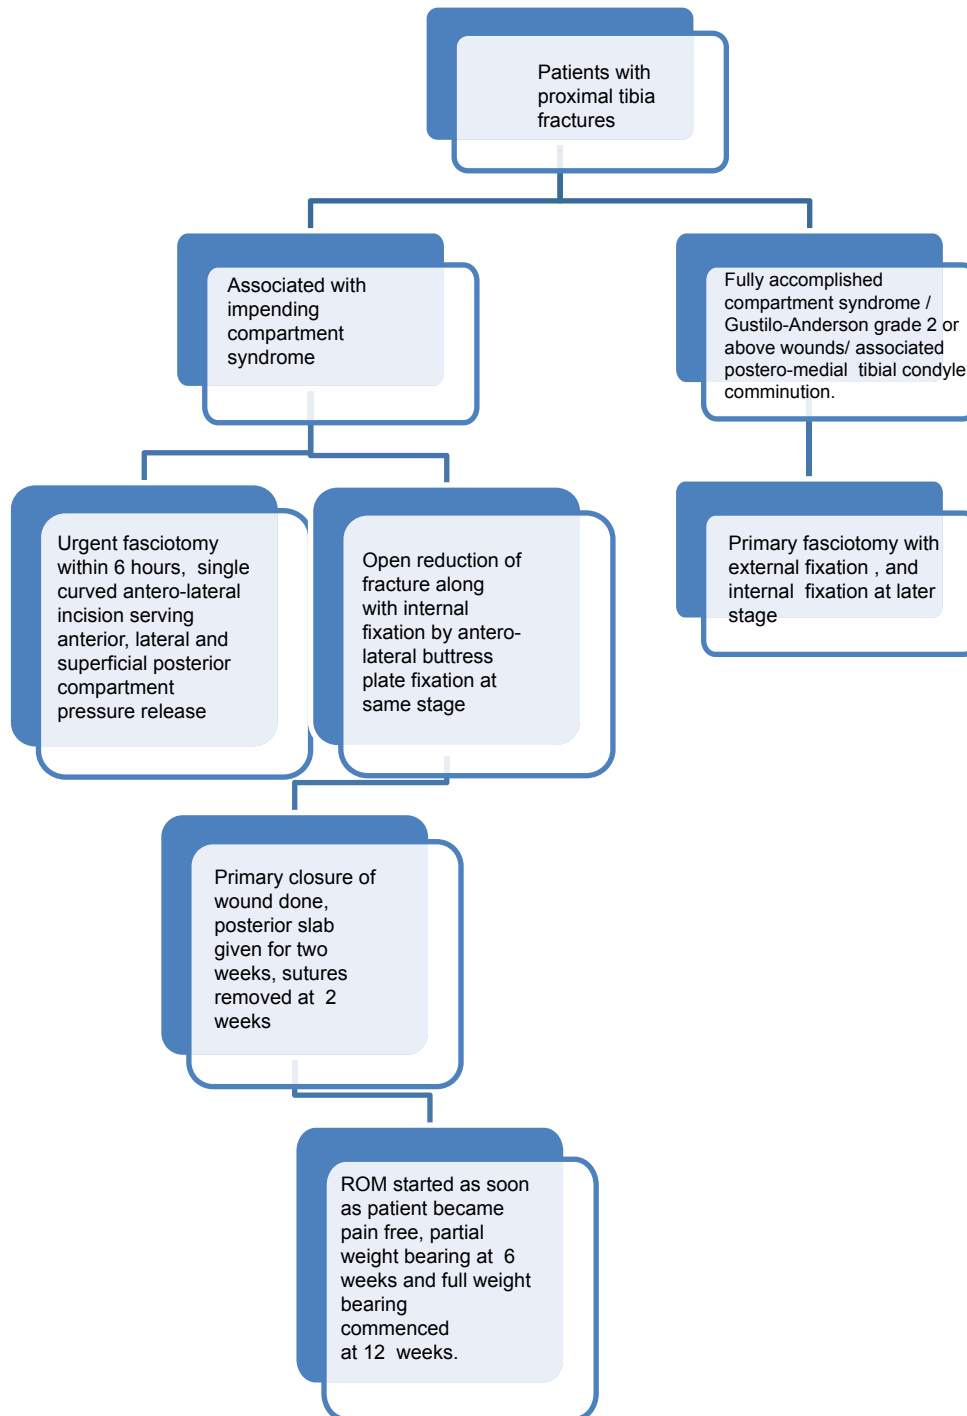 Patients with
proximal tibia
fractures
Associated with
impending
compartment
syndrome
Fully accomplished
compartment syndrome /
Gustilo-Anderson grade 2 or
above wounds/ associated
postero-medial tibial condyle
comminution.
Urgent fasciotomy
within 6 hours, single
curved antero-lateral
incision serving
anterior, lateral and
superficial posterior
compartment
pressure release
Open reduction of
fracture along
with internal
fixation by antero-
lateral buttress
plate fixation at
same stage
Primary fasciotomy with
external fixation , and
internal fixation at later
stage
Primary closure of
wound done,
posterior slab
given for two
weeks, sutures
removed at 2
weeks
ROM started as soon
as patient became
pain free, partial
weight bearing at 6
weeks and full weight
bearing
commenced
at 12 weeks.